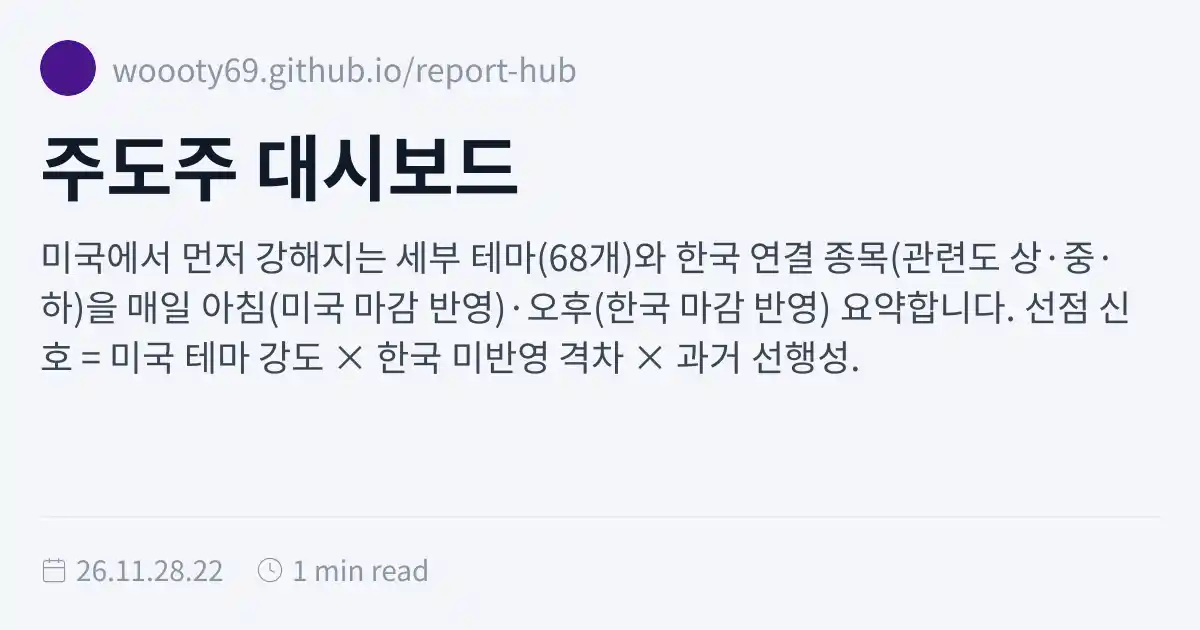 woooty69.github.io/report-hub
주도주 대시보드
미국에서 먼저 강해지는 세부 테마(68개)와 한국 연결 종목(관련도 상·중·
하)을 매일 아침(미국 마감 반영)·오후(한국 마감 반영) 요약합니다. 선점 신
호 = 미국 테마 강도 × 한국 미반영 격차 × 과거 선행성.
26.11.28.22 1 min read